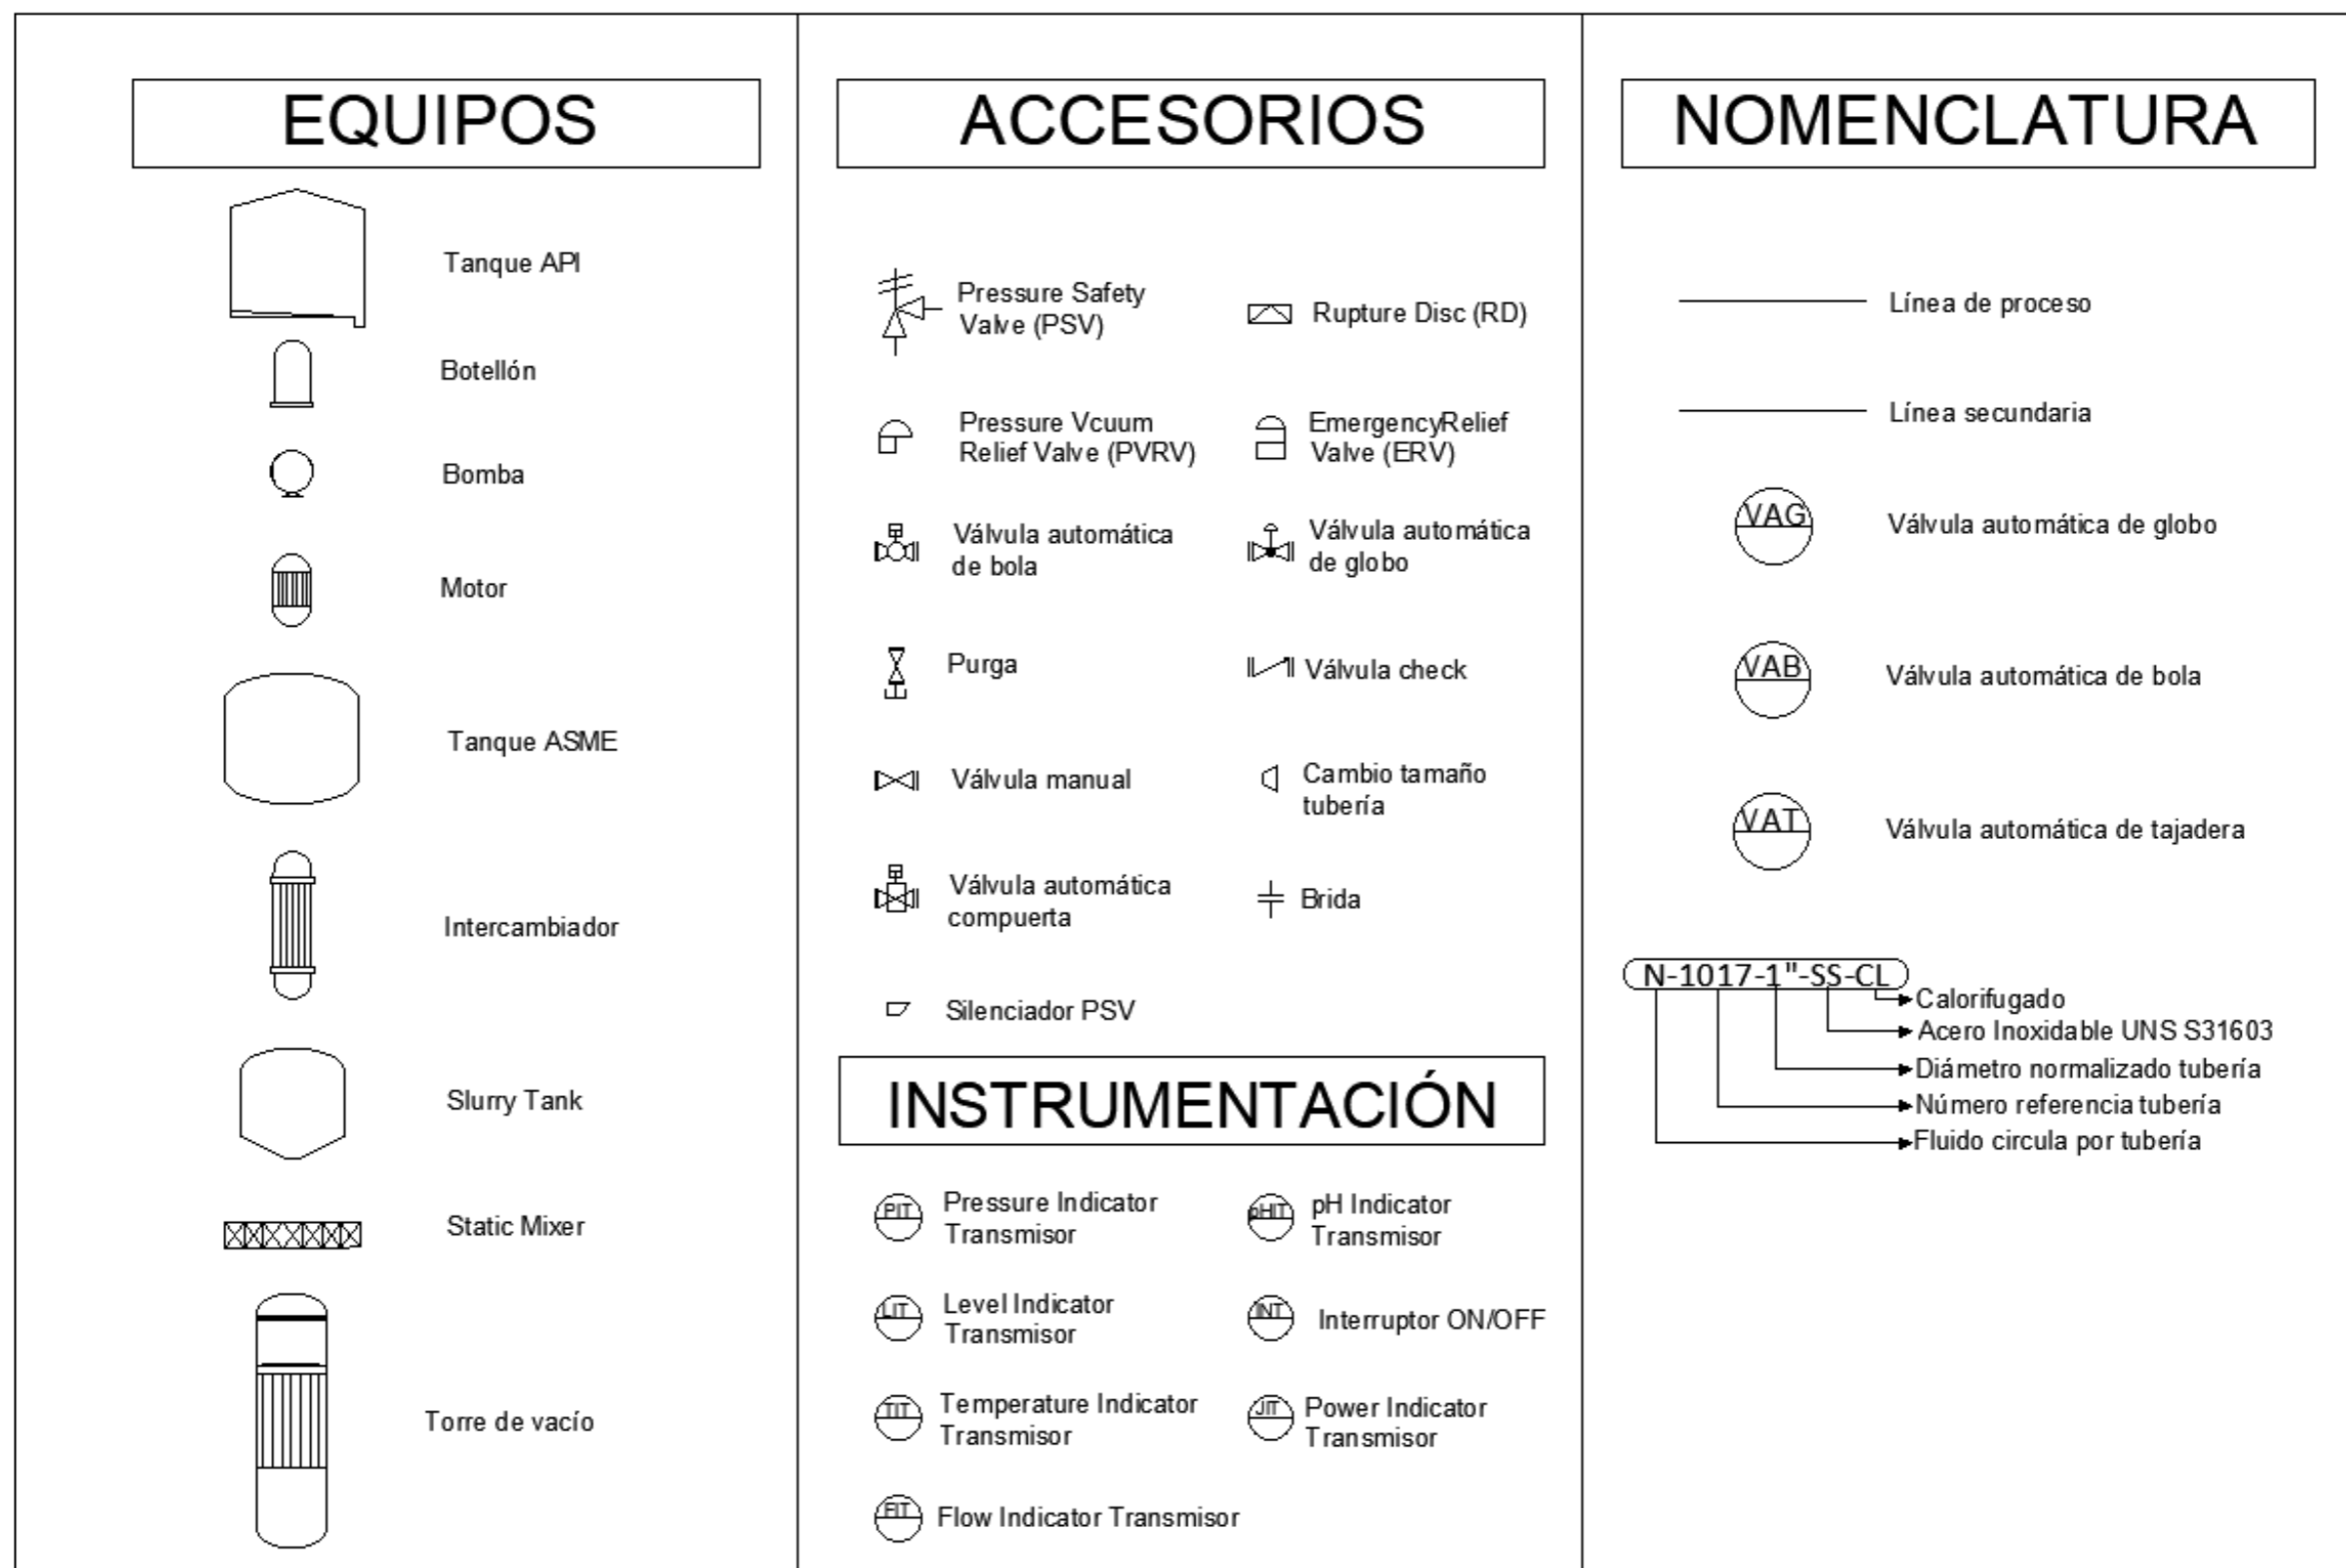 EQUIPOS
Tanque API
Botellón
Bomba
Motor
Tanque ASME
Intercambiador
Slurry Tank
Static Mixer
Torre de vacío
ACCESORIOS
Pressure Safety
Valve (PSV)
Rupture Disc (RD)
Pressure Vcuum
Relief Valve (PVRV)
EmergencyRelief
Valve (ERV)
Válvula automática
de bola
Válvula automática
de globo
Purga
Válvula check
Válvula manual
Cambio tamaño
tubería
Válvula automática
compuerta
Brida
Silenciador PSV
INSTRUMENTACIÓN
PIT
Pressure Indicator
Transmisor
pHIT
pH Indicator
Transmisor
LIT
Level Indicator
Transmisor
INT
Interruptor ON/OFF
TIT
Temperature Indicator
Transmisor
JIT
Power Indicator
Transmisor
FIT
Flow Indicator Transmisor
NOMENCLATURA
Línea de proceso
Línea secundaria
VAG
Válvula automática de globo
VAB
Válvula automática de bola
VAT
Válvula automática de tajadera
N-1017-1"-SS-CL
Calorifugado
Acero Inoxidable UNS S31603
Diámetro normalizado tubería
Número referencia tubería
Fluido circula por tubería